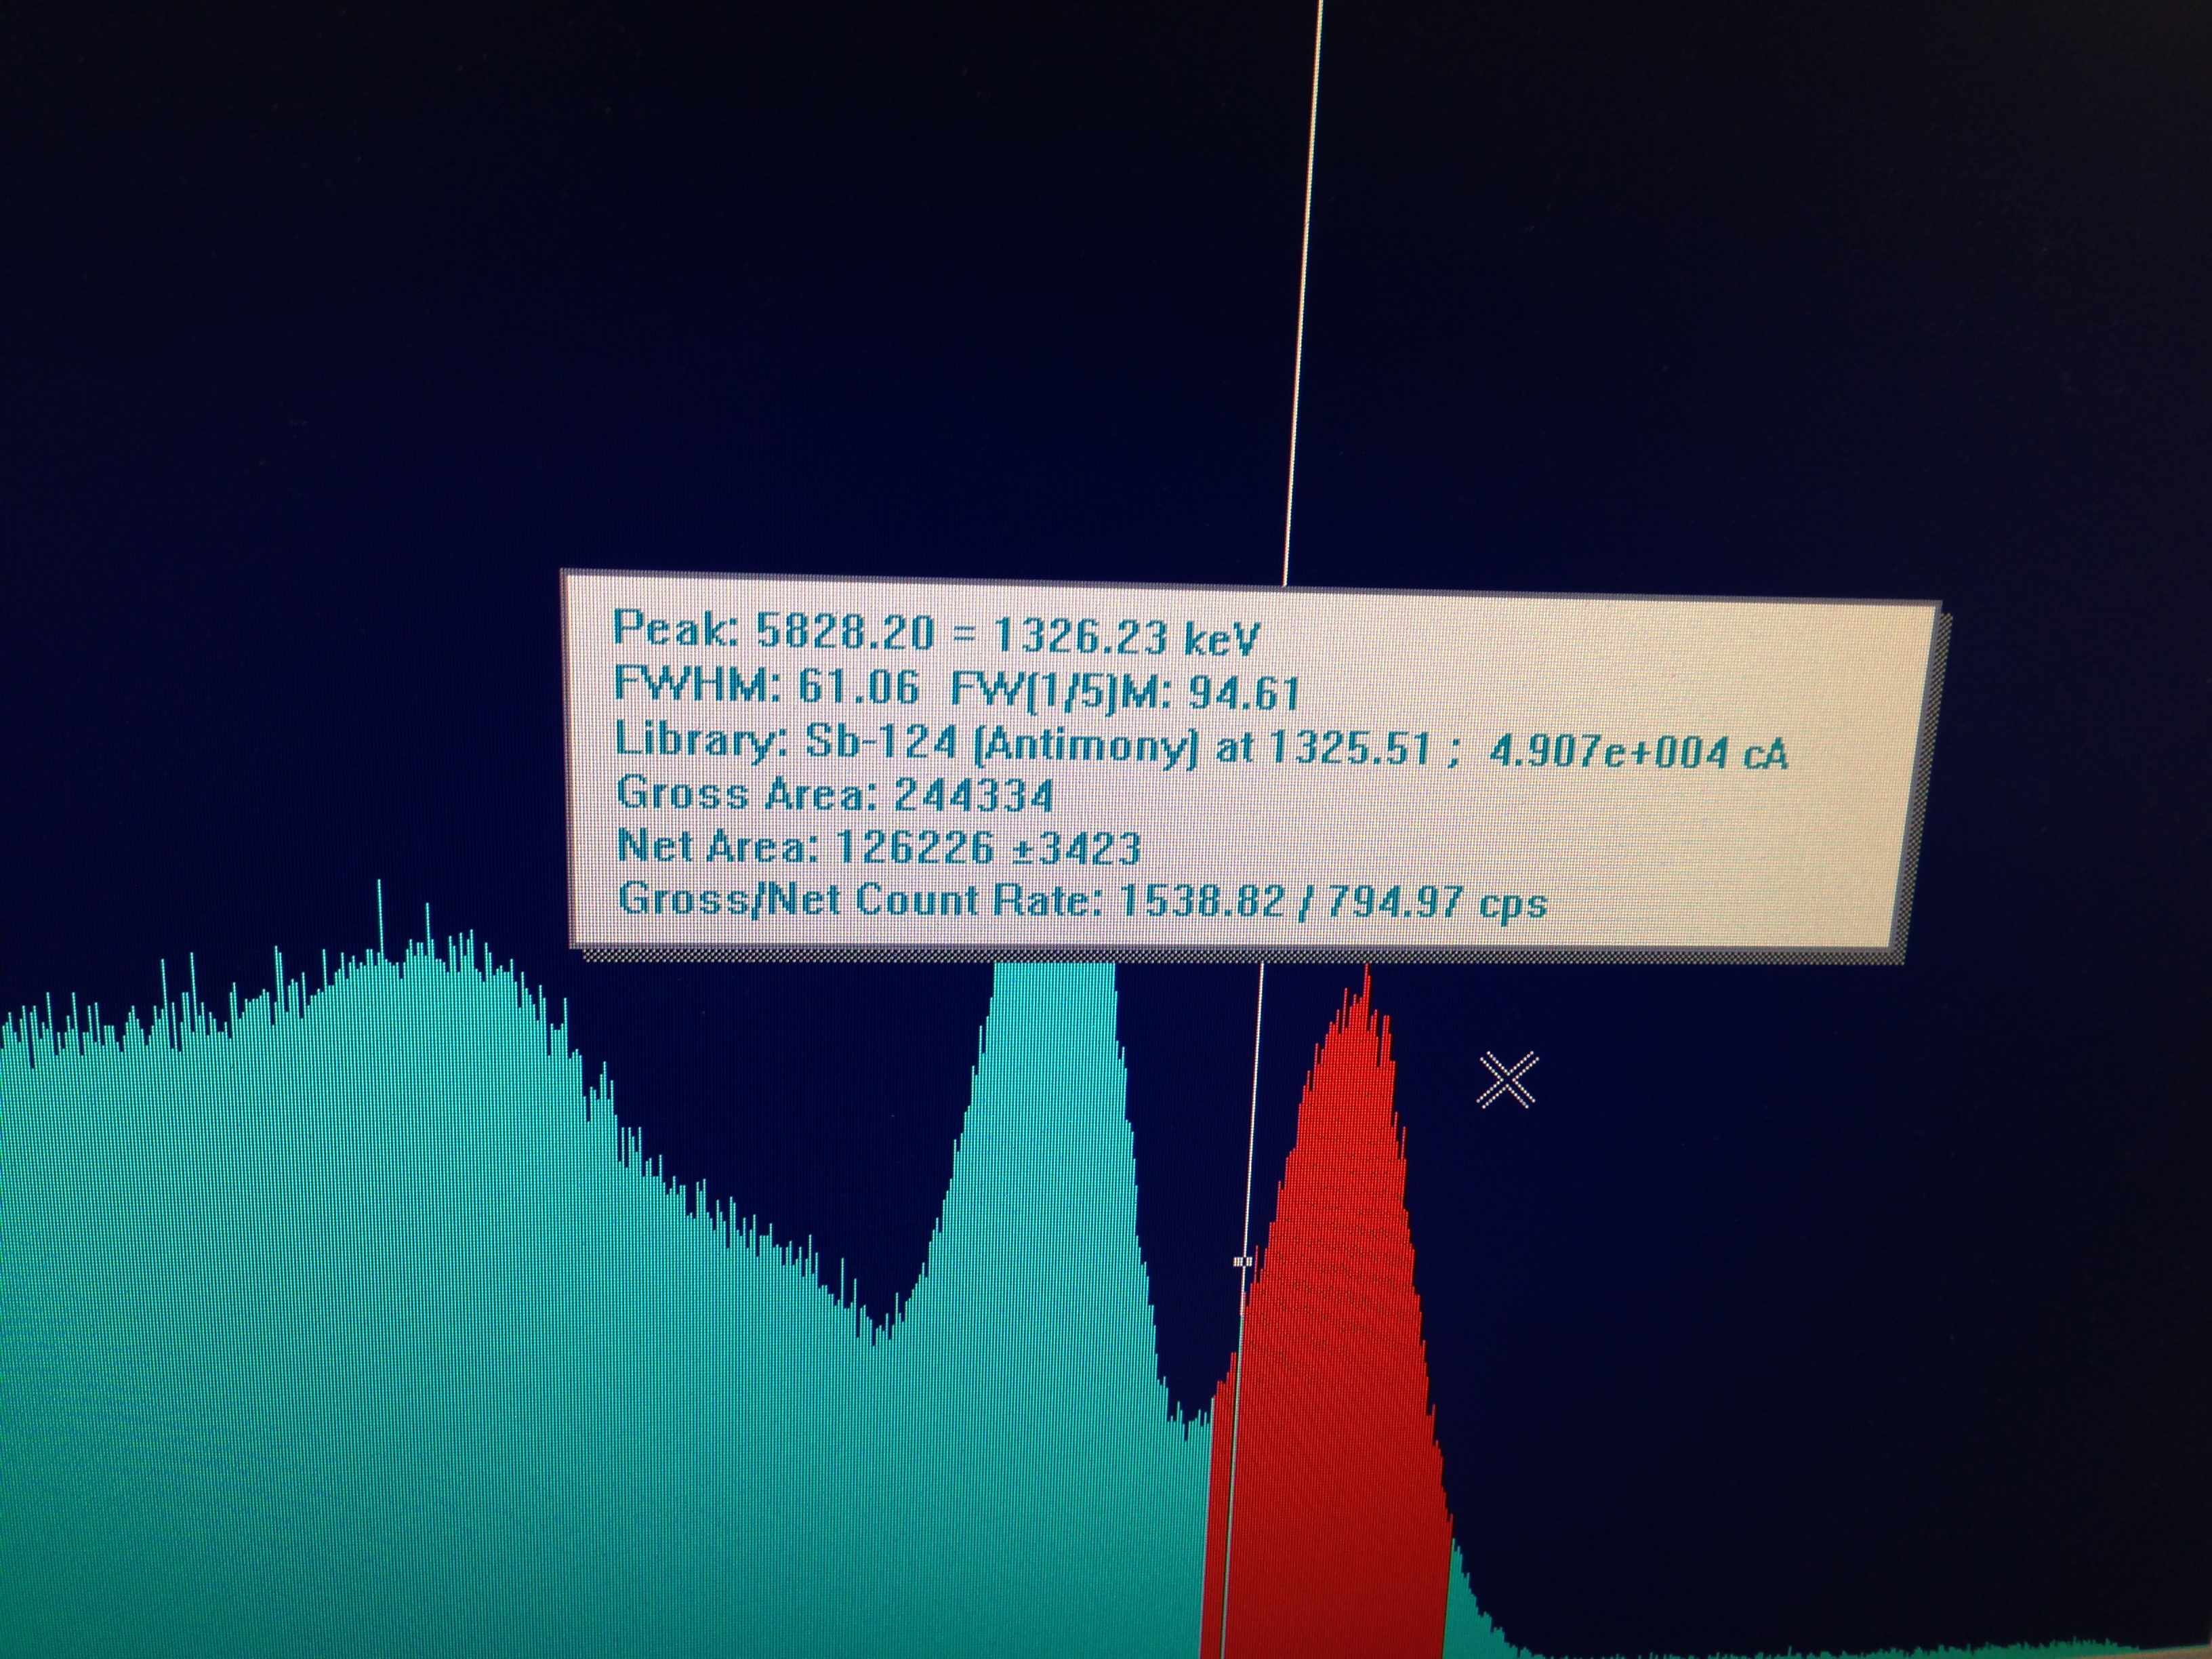 Peak: 5828.20 = 1326.23 keV
FWHM: 61.06 FW(1/5)M: 94.61
Library: Sb-124 (Antimony) at 1325.51 ; 4.907e+004 cA
Gross Area: 244334
Net Area: 126226 ±3423
Gross/Net Count Rate: 1538.82 / 794.97 cps